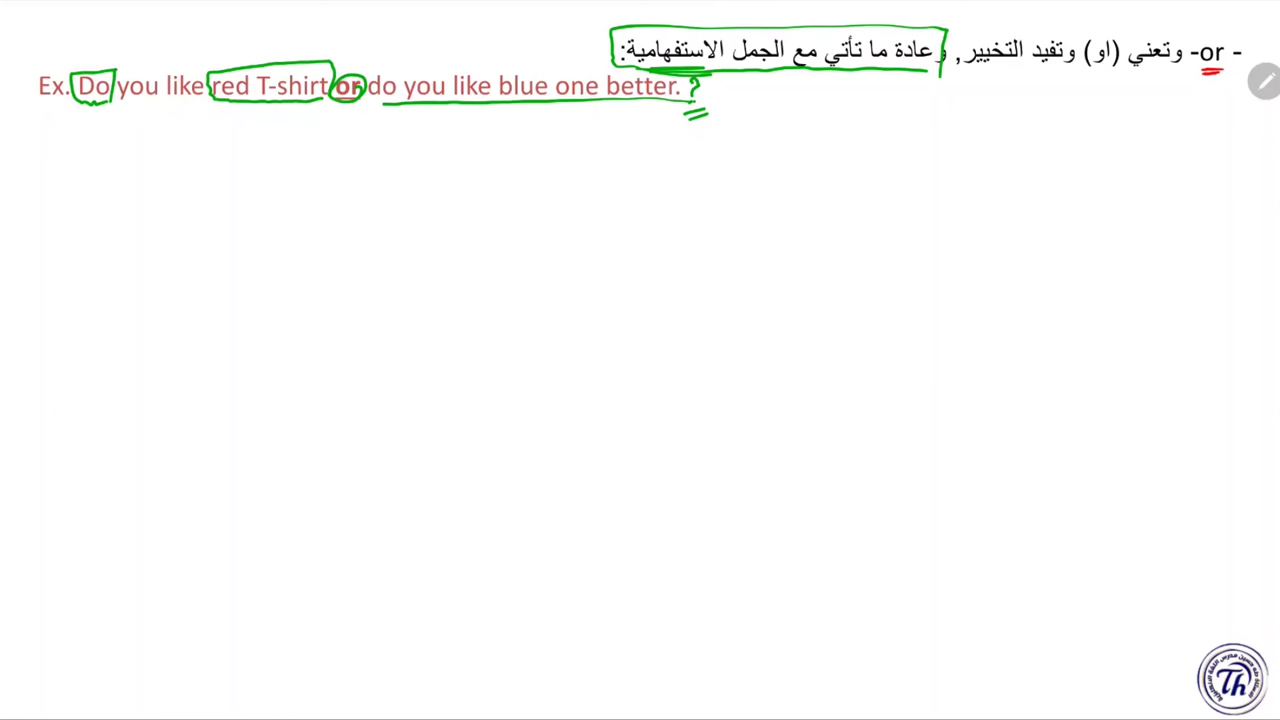 - or- وتعني (او) وتفيد التخيير, وعادة ما تأتي مع الجمل الاستفهامية:
Ex. Do you like red T-shirt or do you like blue one better. ?
Th